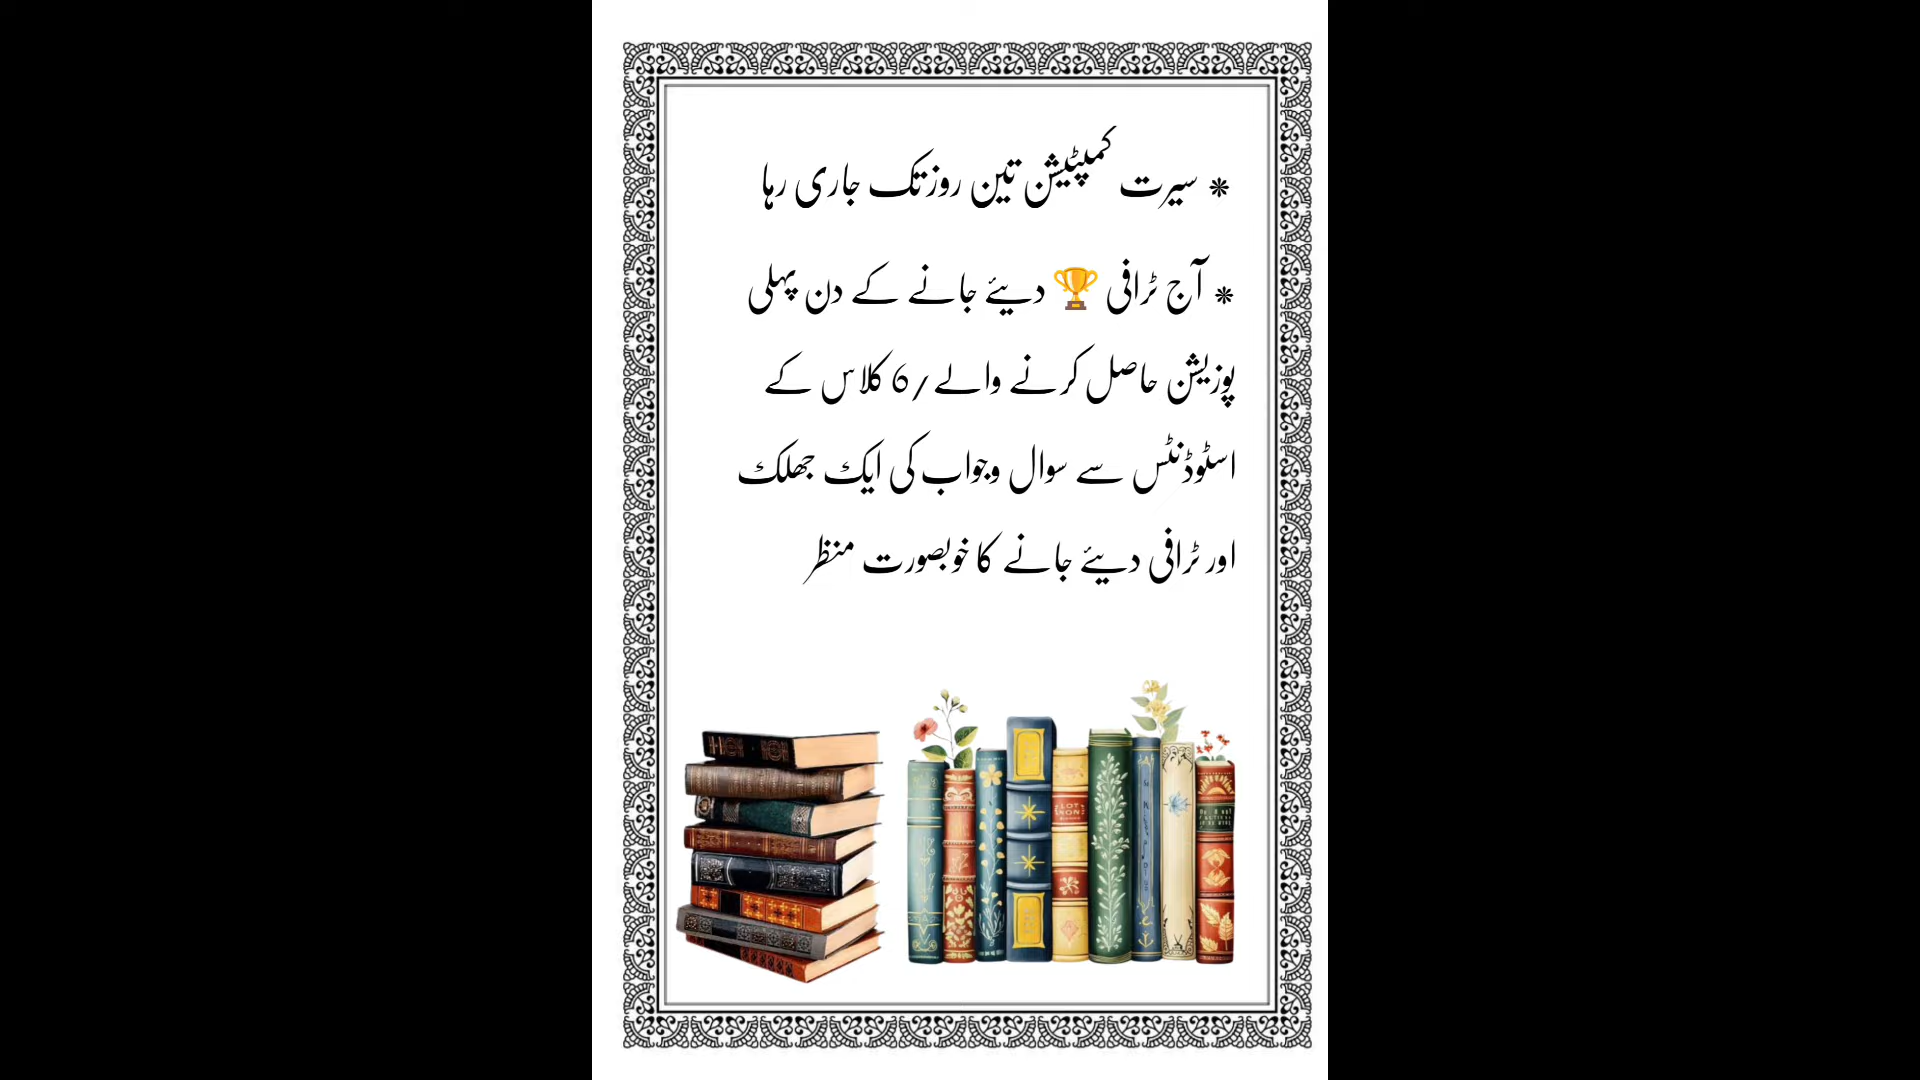 * سیرت کمپٹیشن تین روز تک جاری رہا
* آج ٹرافی 🏆 دیئے جانے کے دن پہلی
پوزیشن حاصل کرنے والے/6 کلاس کے
اسٹوڈنٹس سے سوال وجواب کی ایک جھلک
اور ٹرافی دیئے جانے کا خوبصورت منظر